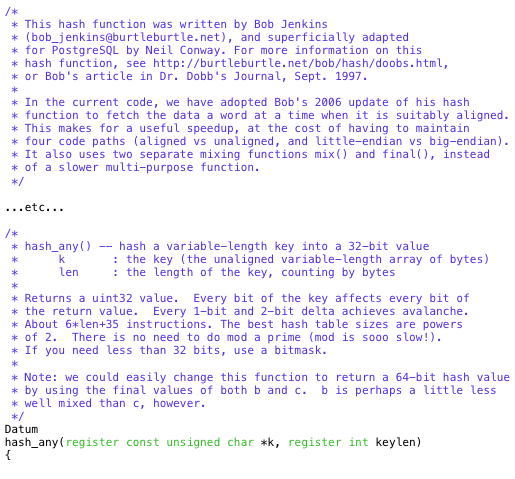 /*
 * This hash function was written by Bob Jenkins
 * (bob_jenkins@burtleburtle.net), and superficially adapted
 * for PostgreSQL by Neil Conway. For more information on this
 * hash function, see http://burtleburtle.net/bob/hash/doobs.html,
 * or Bob's article in Dr. Dobb's Journal, Sept. 1997.
 *
 * In the current code, we have adopted Bob's 2006 update of his hash
 * function to fetch the data a word at a time when it is suitably aligned.
 * This makes for a useful speedup, at the cost of having to maintain
 * four code paths (aligned vs unaligned, and little-endian vs big-endian).
 * It also uses two separate mixing functions mix() and final(), instead
 * of a slower multi-purpose function.
 */

...etc...

/*
 * hash_any() -- hash a variable-length key into a 32-bit value
 *      k       : the key (the unaligned variable-length array of bytes)
 *      len     : the length of the key, counting by bytes
 *
 * Returns a uint32 value.  Every bit of the key affects every bit of
 * the return value.  Every 1-bit and 2-bit delta achieves avalanche.
 * About 6*len+35 instructions. The best hash table sizes are powers
 * of 2.  There is no need to do mod a prime (mod is sooo slow!).
 * If you need less than 32 bits, use a bitmask.
 *
 * Note: we could easily change this function to return a 64-bit hash value
 * by using the final values of both b and c.  b is perhaps a little less
 * well mixed than c, however.
 */
Datum
hash_any(register const unsigned char *k, register int keylen)
{